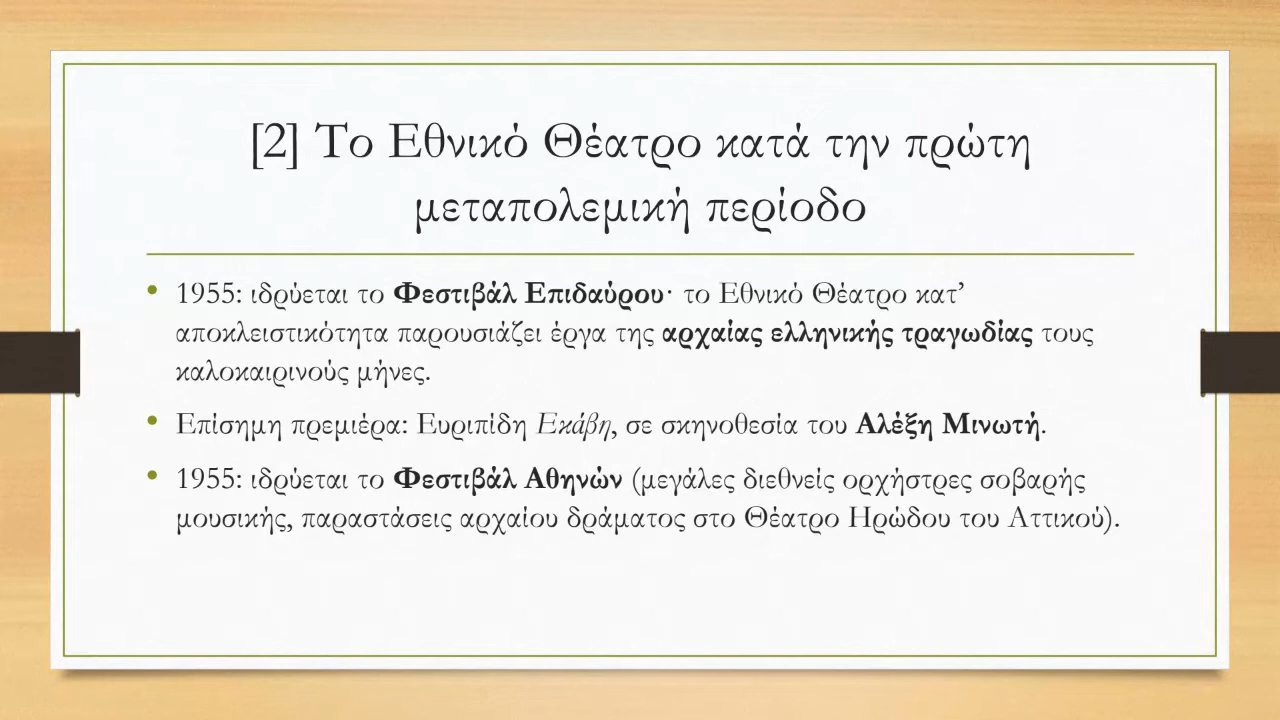 [2] Το Εθνικό Θέατρο κατά την πρώτη
μεταπολεμική περίοδο
• 1955: ιδρύεται το Φεστιβάλ Επιδαύρου· το Εθνικό Θέατρο κατ’
αποκλειστικότητα παρουσιάζει έργα της αρχαίας ελληνικής τραγωδίας τους
καλοκαιρινούς μήνες.
• Επίσημη πρεμιέρα: Ευριπίδη Εκάβη, σε σκηνοθεσία του Αλέξη Μινωτή.
• 1955: ιδρύεται το Φεστιβάλ Αθηνών (μεγάλες διεθνείς ορχήστρες σοβαρής
μουσικής, παραστάσεις αρχαίου δράματος στο Θέατρο Ηρώδου του Αττικού).